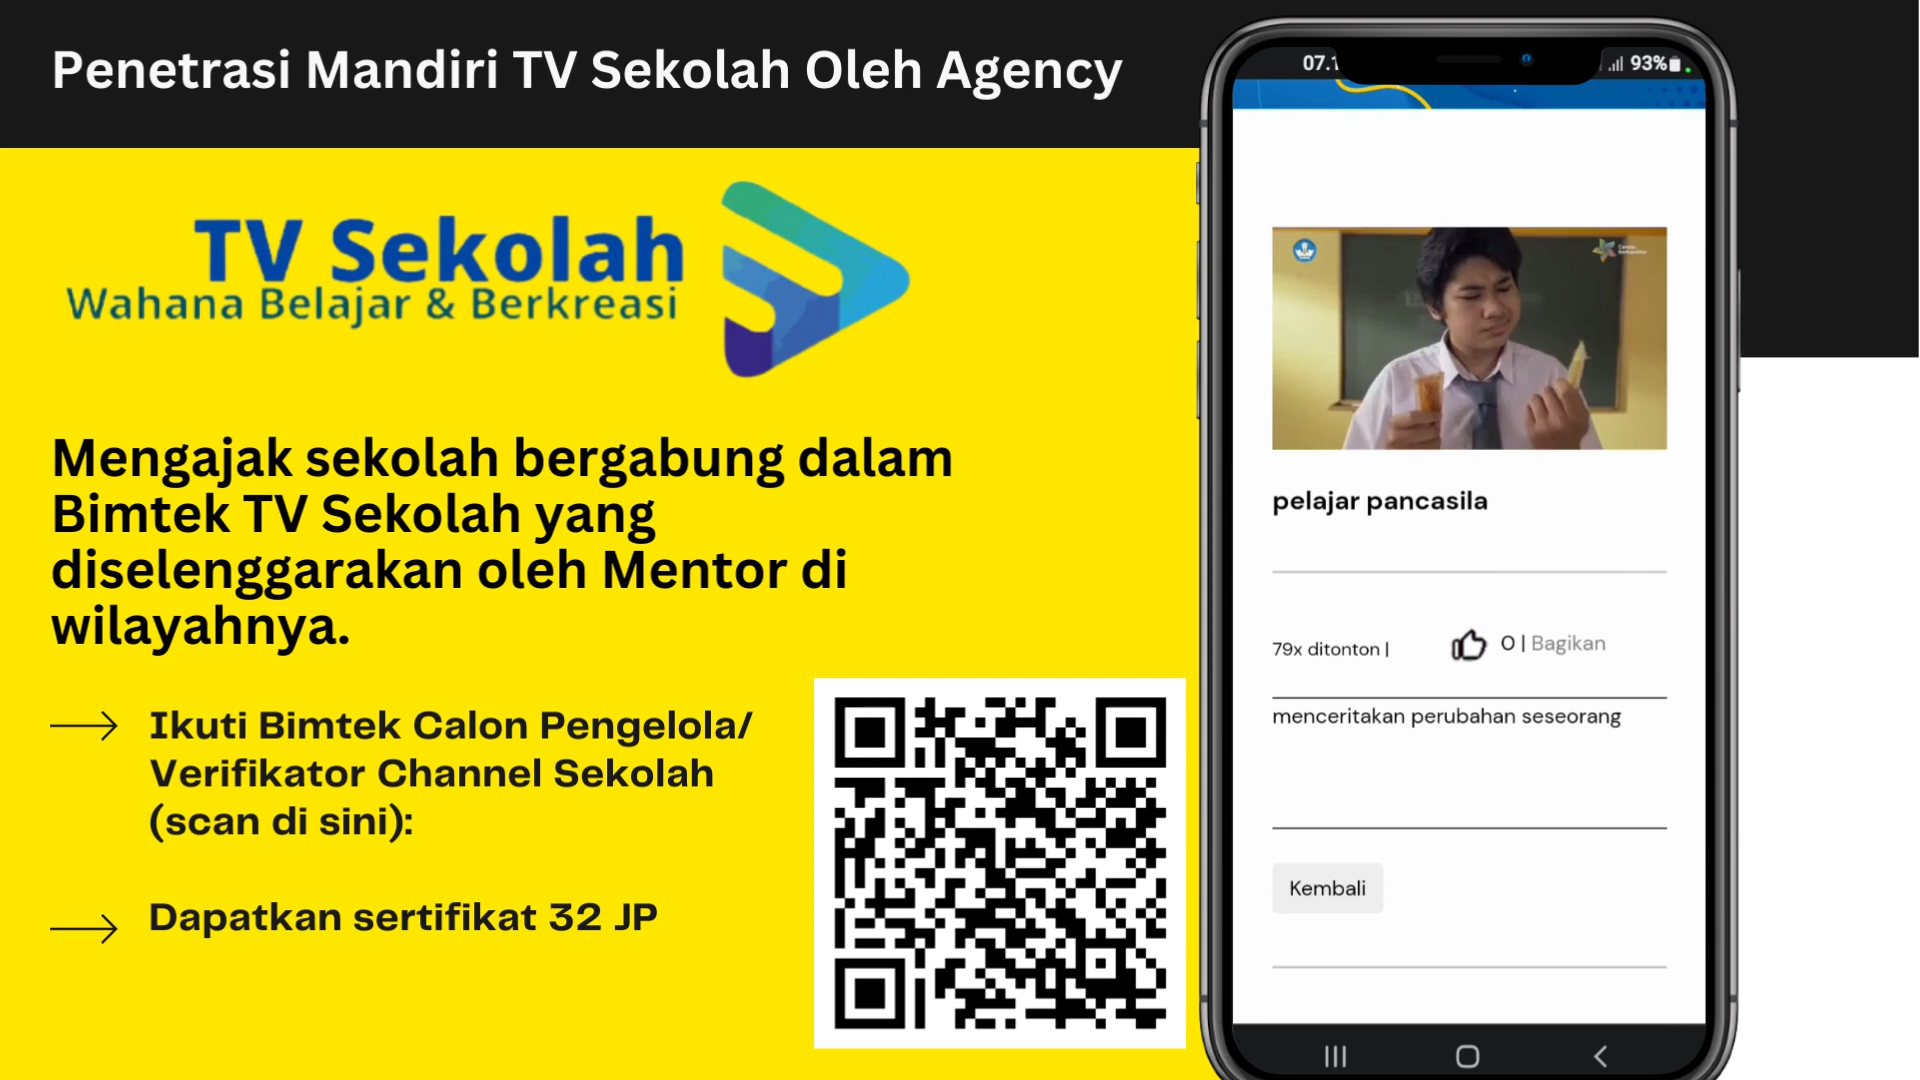 Penetrasi Mandiri TV Sekolah Oleh Agency
TV Sekolah
Wahana Belajar & Berkreasi
Mengajak sekolah bergabung dalam
Bimtek TV Sekolah yang
diselenggarakan oleh Mentor di
wilayahnya.
Ikuti Bimtek Calon Pengelola/
Verifikator Channel Sekolah
(scan di sini):
Dapatkan sertifikat 32 JP
93%
pelajar pancasila
79x ditonton |
0 | Bagikan
menceritakan perubahan seseorang
Kembali